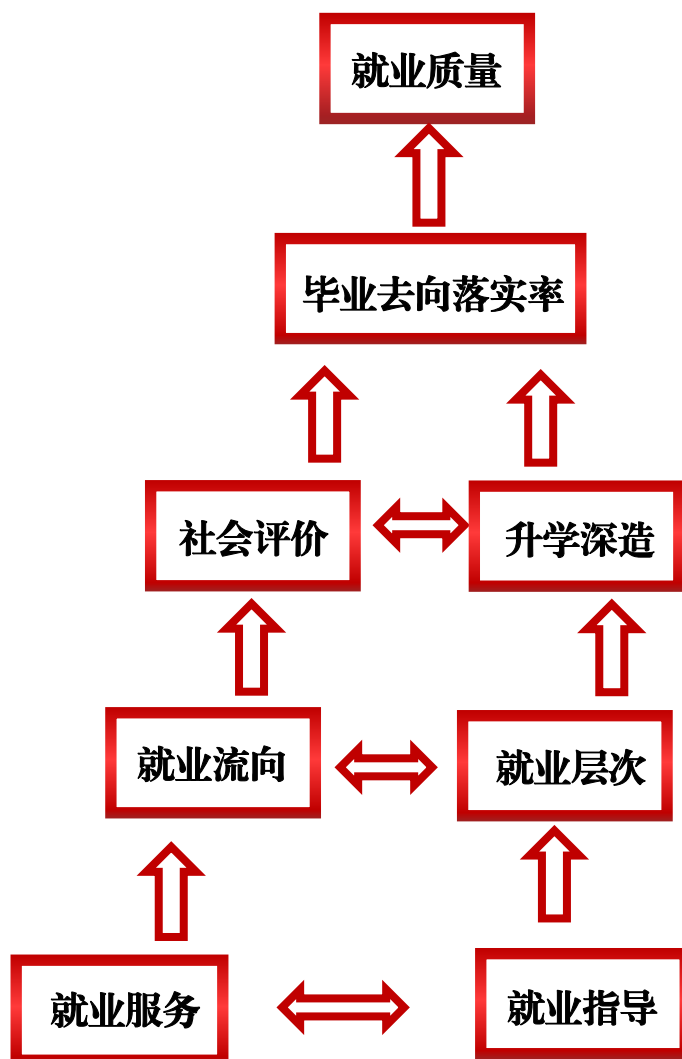 就业质量
毕业去向落实率
社会评价
升学深造
就业流向
就业层次
就业服务
就业指导